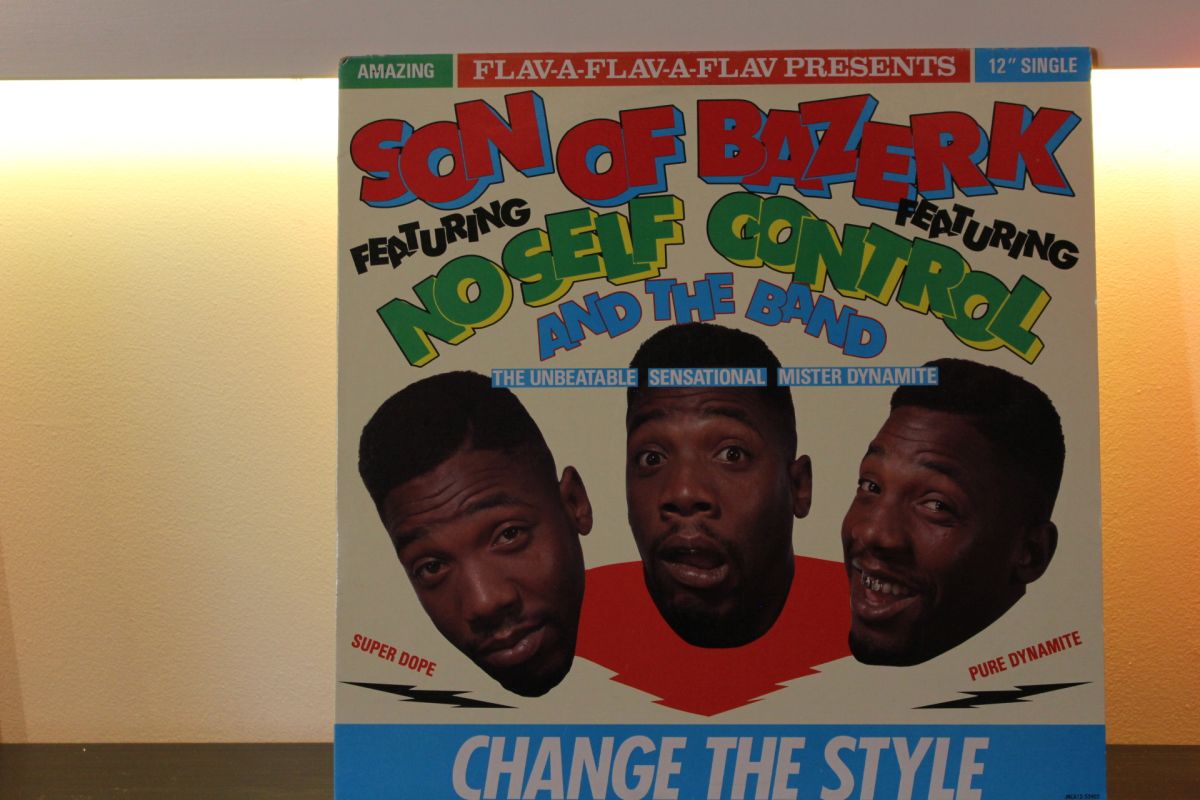 AMAZING FLAV-A-FLAV-A-FLAV PRESENTS 12" SINGLE
SON OF BAZERK
FEATURING FEATURING
NO SELF CONTROL
AND THE BAND
THE UNBEATABLE SENSATIONAL MISTER DYNAMITE
SUPER DOPE
PURE DYNAMITE
CHANGE THE STYLE